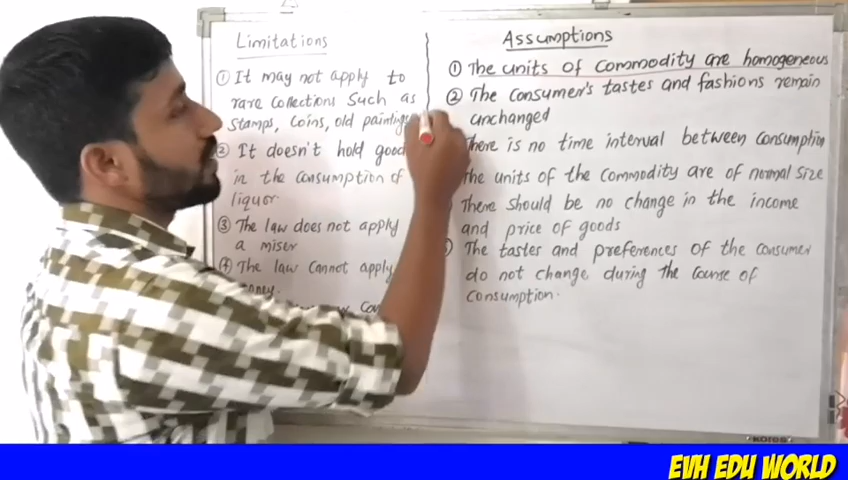 Limitations
① It may not apply to
rare collections such as
stamps, coins, old paintings
② It doesn't hold good
in the consumption of
liquor
③ The law does not apply
a miser
④ The law cannot apply
Assumptions
① The units of commodity are homogeneous
② The consumer's tastes and fashions remain
unchanged
There is no time interval between consumption
The units of the commodity are of normal size
There should be no change in the income
and price of goods
The tastes and preferences of the consumer
do not change during the course of
consumption.
kores
EVH EDU WORLD